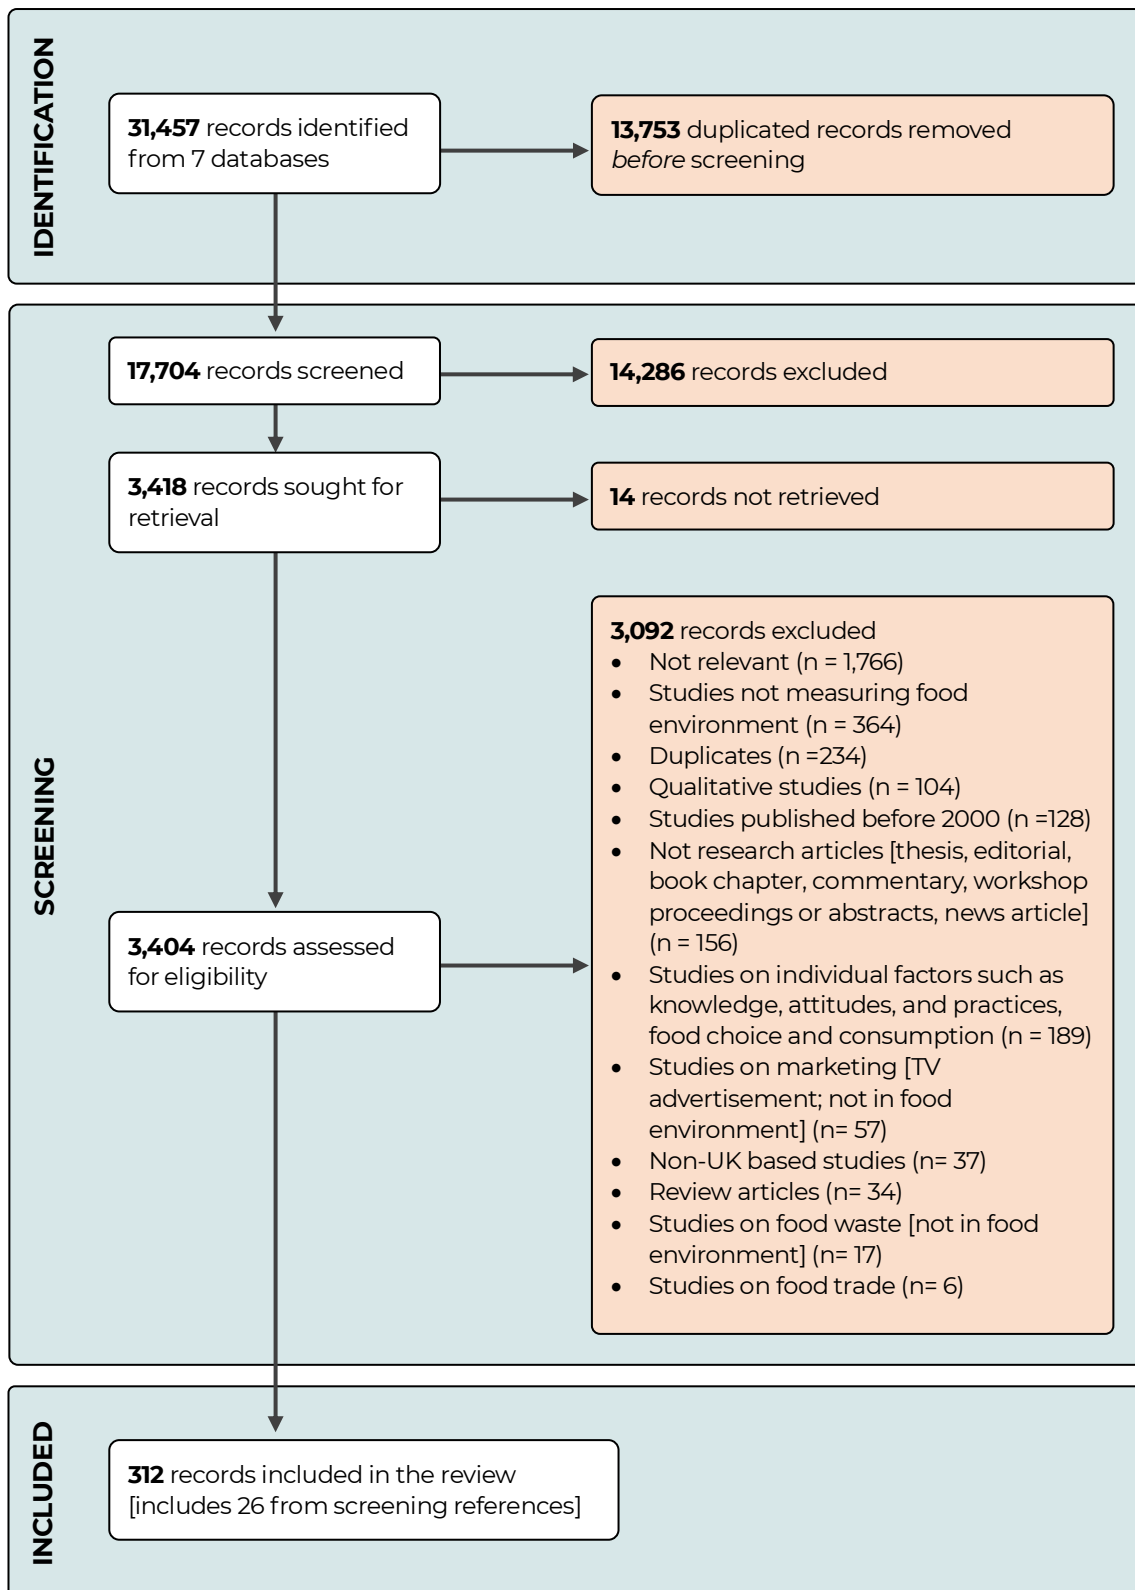 IDENTIFICATION
31,457 records identified
from 7 databases
13,753 duplicated records removed
before screening
SCREENING
17,704 records screened
14,286 records excluded
3,418 records sought for
retrieval
14 records not retrieved
3,404 records assessed
for eligibility
3,092 records excluded
• Not relevant (n = 1,766)
• Studies not measuring food
environment (n = 364)
• Duplicates (n =234)
• Qualitative studies (n = 104)
• Studies published before 2000 (n =128)
• Not research articles [thesis, editorial,
book chapter, commentary, workshop
proceedings or abstracts, news article]
(n = 156)
• Studies on individual factors such as
knowledge, attitudes, and practices,
food choice and consumption (n = 189)
• Studies on marketing [TV
advertisement; not in food
environment] (n= 57)
• Non-UK based studies (n= 37)
• Review articles (n= 34)
• Studies on food waste [not in food
environment] (n= 17)
• Studies on food trade (n= 6)
INCLUDED
312 records included in the review
[includes 26 from screening references]